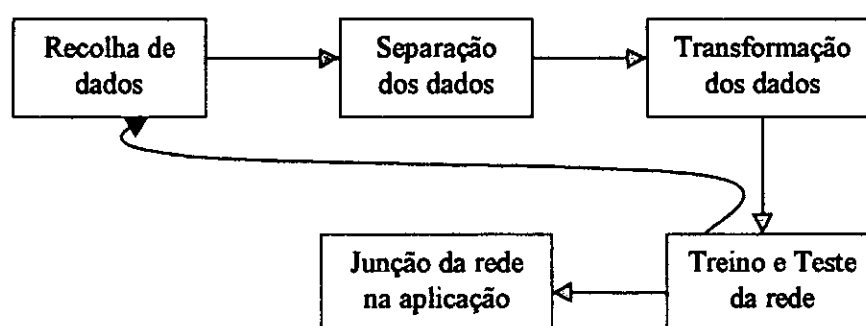 Recolha de
dados
Separação
dos dados
Transformação
dos dados
Treino e Teste
da rede
Junção da rede
na aplicação